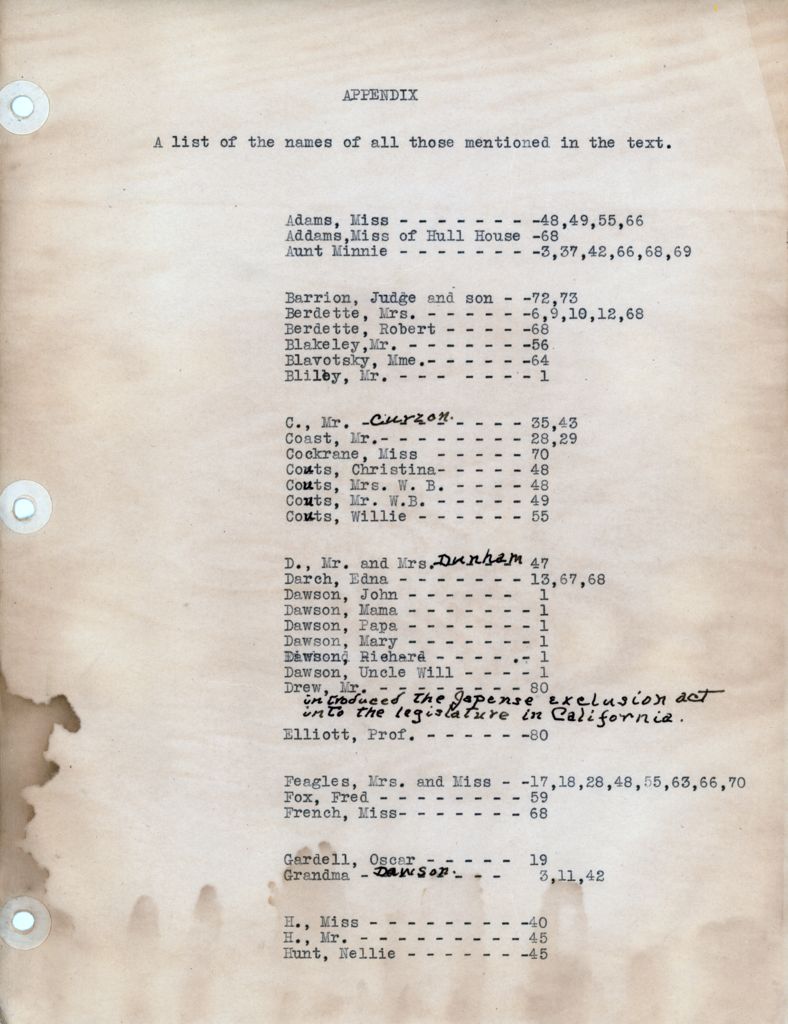 APPENDIX
A list of the names of all those mentioned in the text.
Adams, Miss - - - - - - - -48,49,55,66
Addams,Miss of Hull House -68
Aunt Minnie - - - - - - - -3,37,42,66,68,69
Barrion, Judge and son - -72,73
Berdette, Mrs. - - - - - -6,9,10,12,68
Berdette, Robert - - - - -68
Blakeley,Mr. - - - - - - -56
Blavotsky, Mme.- - - - - -64
Bliley, Mr. - - - - - - - 1
C., Mr. -Curzon.- - - - 35,43
Coast, Mr.- - - - - - - - 28,29
Cockrane, Miss - - - - - 70
Couts, Christina- - - - - 48
Couts, Mrs. W. B. - - - - 48
Couts, Mr. W.B. - - - - - 49
Couts, Willie - - - - - - 55
D., Mr. and Mrs.Dunham 47
Darch, Edna - - - - - - - 13,67,68
Dawson, John - - - - - - 1
Dawson, Mama - - - - - - - 1
Dawson, Papa - - - - - - - 1
Dawson, Mary - - - - - - - 1
Dawson, Richard - - - - .- 1
Dawson, Uncle Will - - - - 1
Drew, Mr. - - - - - - - - 80
introduced the Japense exclusion act
into the legislature in California.
Elliott, Prof. - - - - - -80
Feagles, Mrs. and Miss - -17,18,28,48,55,63,66,70
Fox, Fred - - - - - - - - 59
French, Miss- - - - - - - 68
Gardell, Oscar - - - - - 19
Grandma -Dawson.- - - 3,11,42
H., Miss - - - - - - - - -40
H., Mr. - - - - - - - - - 45
Hunt, Nellie - - - - - - -45